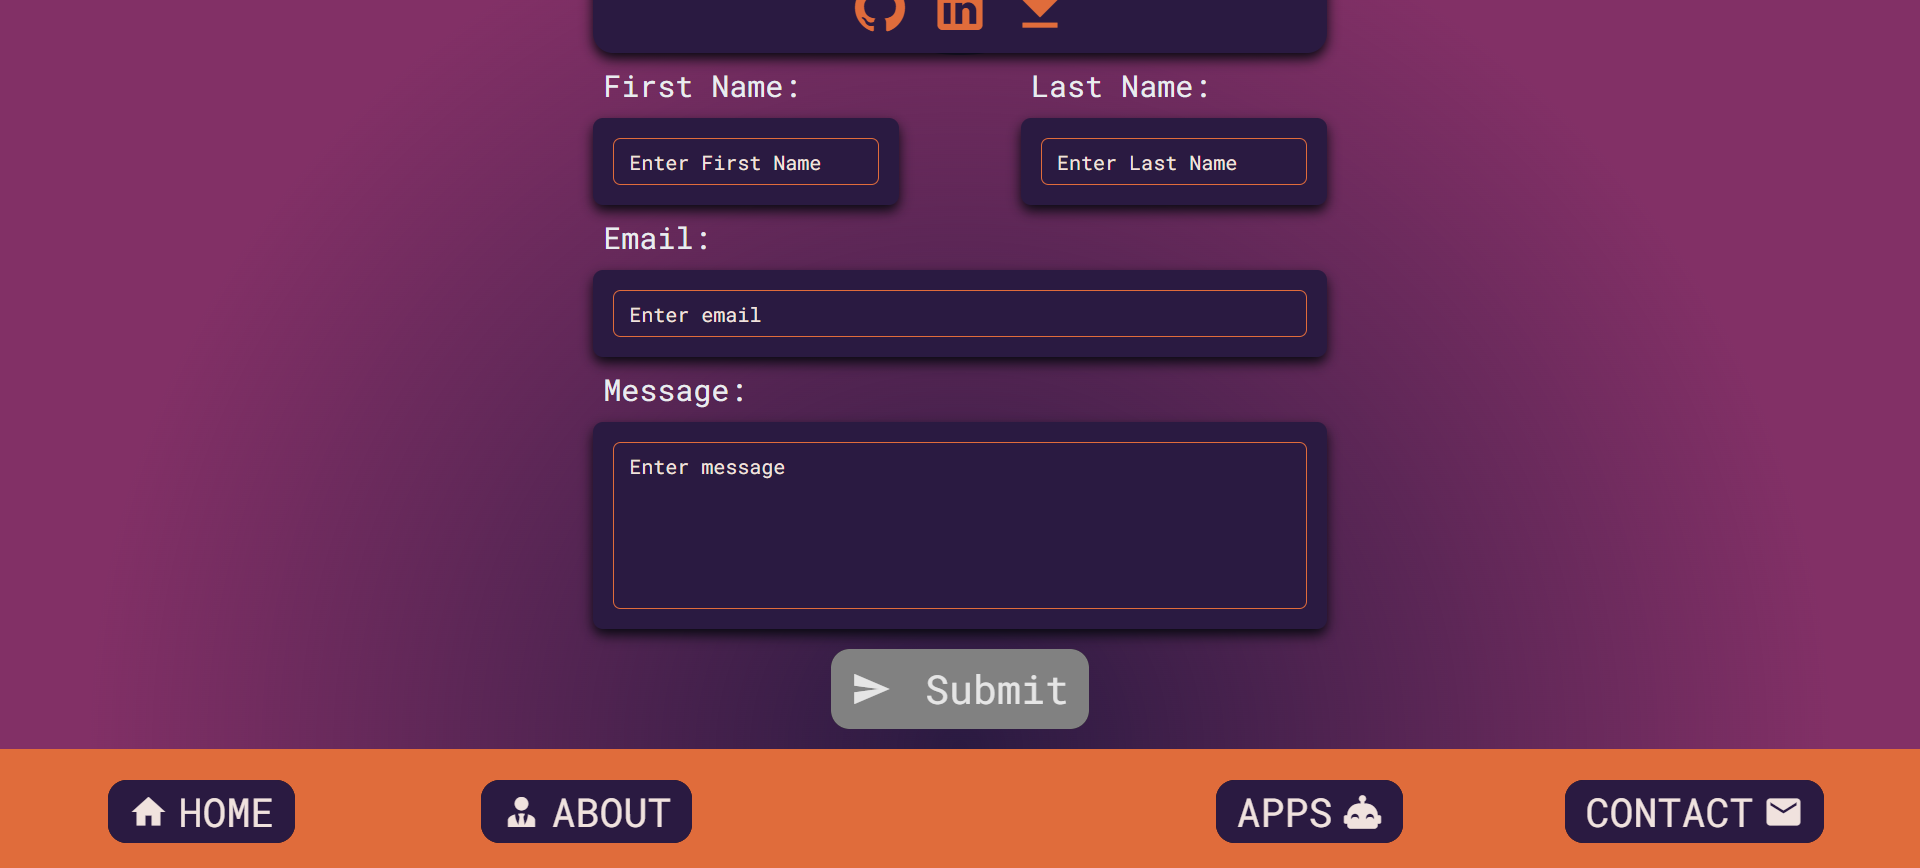 in
First Name: Last Name:
Enter First Name Enter Last Name
Email:
Enter email
Message:
Enter message
Submit
HOME ABOUT APPS CONTACT